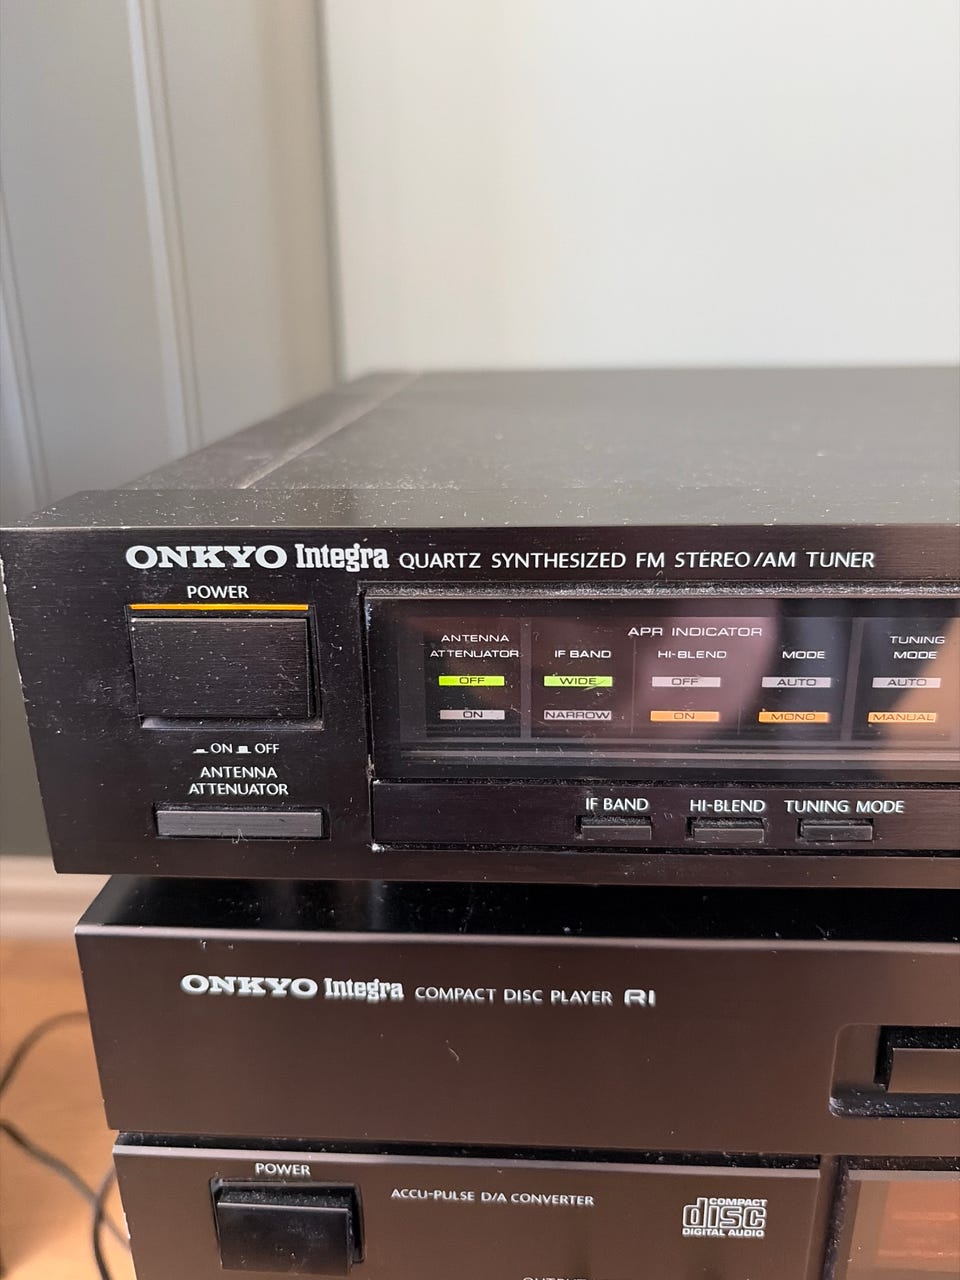 ONKYO Integra QUARTZ SYNTHESIZED FM STEREO/AM TUNER
POWER
ON OFF
ANTENNA
ATTENUATOR
APR INDICATOR
ANTENNA
ATTENUATOR
OFF
ON
IF BAND
WIDE
NARROW
HI-BLEND
OFF
ON
MODE
AUTO
MONO
TUNING
MODE
AUTO
MANUAL
IF BAND HI-BLEND TUNING MODE
ONKYO Integra COMPACT DISC PLAYER RI
POWER
ACCU-PULSE D/A CONVERTER
COMPACT
disc
DIGITAL AUDIO